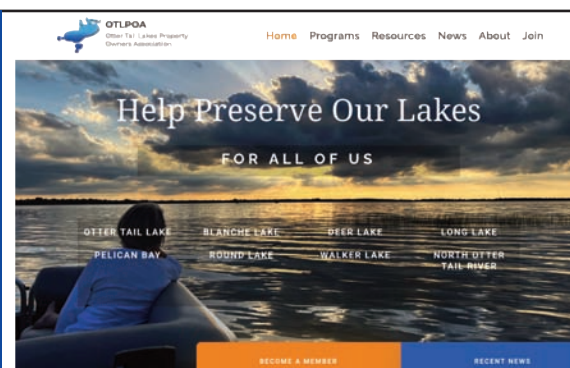 OTLPOA
Otter Tail Lakes Property
Owners Association
Home Programs Resources News About Join
Help Preserve Our Lakes
FOR ALL OF US
OTTER TAIL LAKE BLANCHE LAKE DEER LAKE LONG LAKE
PELICAN BAY ROUND LAKE WALKER LAKE NORTH OTTER
TAIL RIVER
BECOME A MEMBER RECENT NEWS